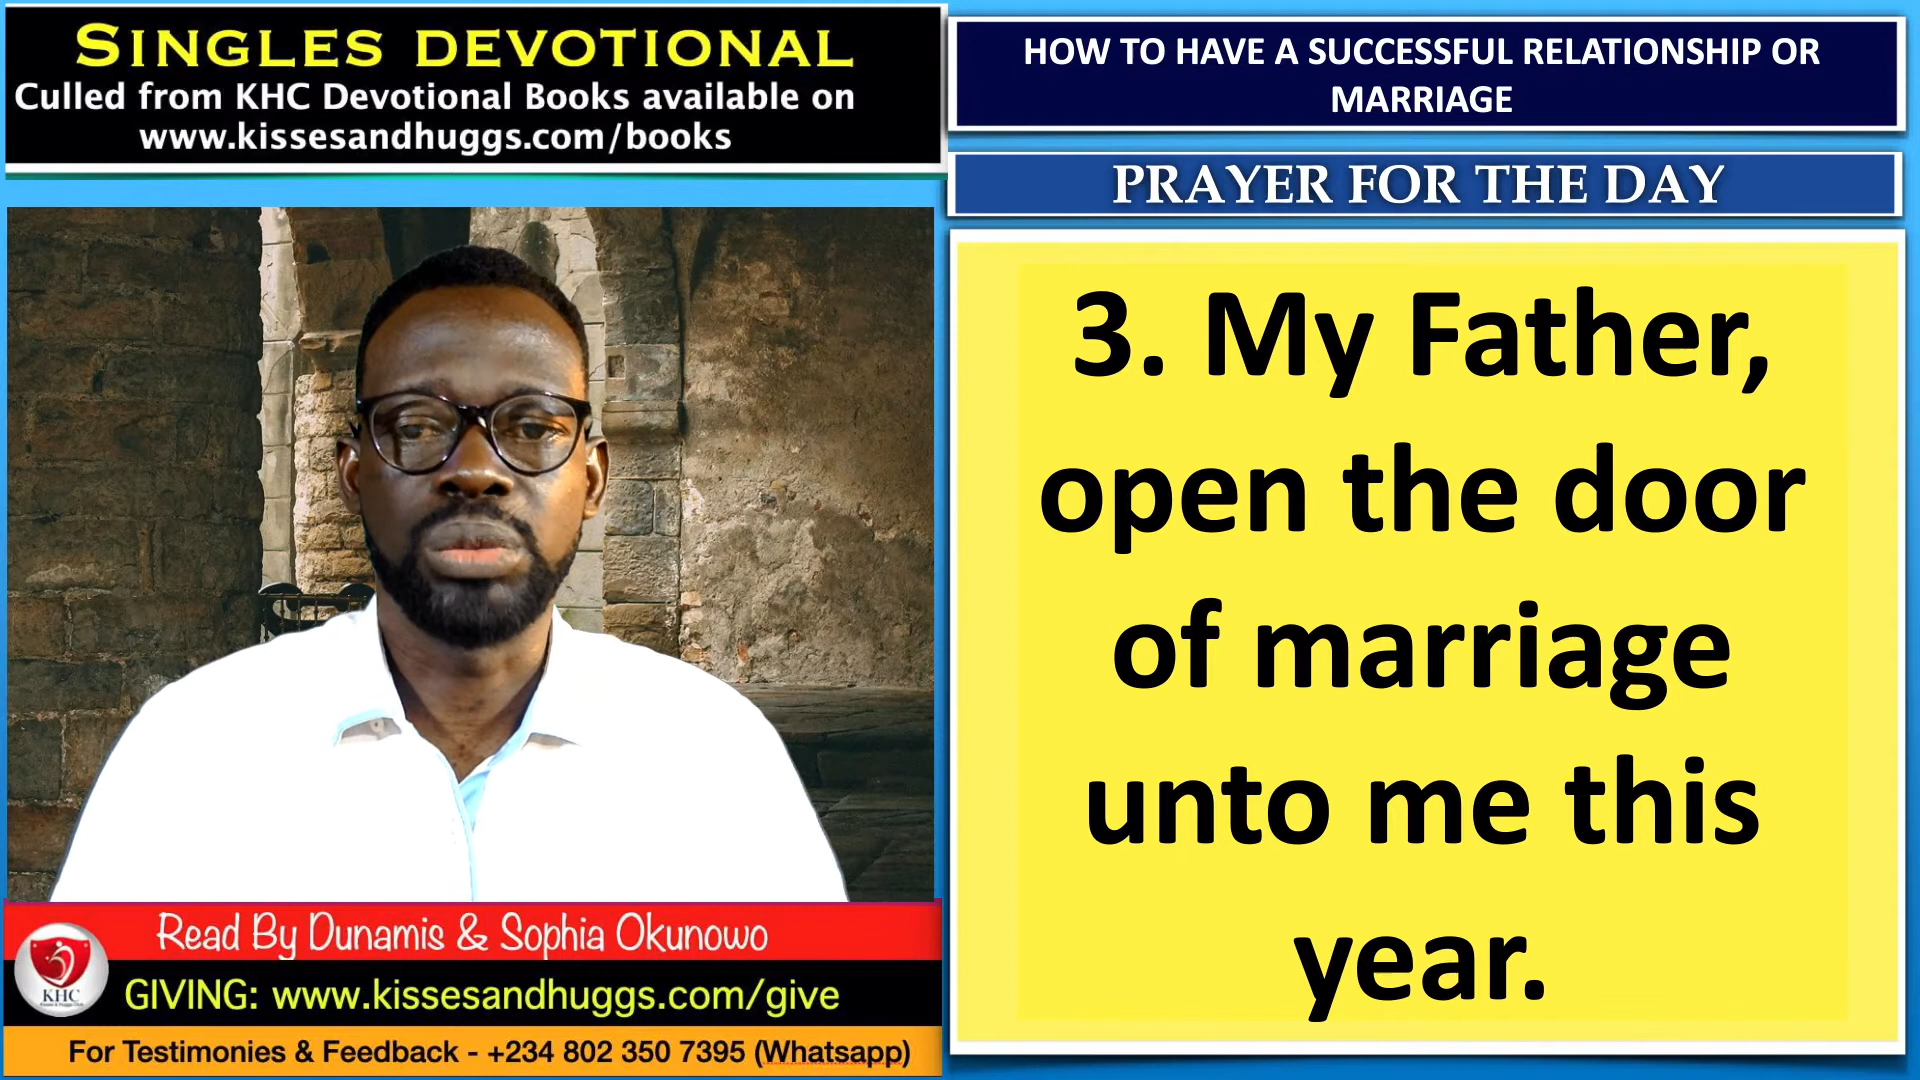 SINGLES DEVOTIONAL
Culled from KHC Devotional Books available on
www.kissesandhuggs.com/books
HOW TO HAVE A SUCCESSFUL RELATIONSHIP OR
MARRIAGE
PRAYER FOR THE DAY
3. My Father,
open the door
of marriage
unto me this
year.
Read By Dunamis & Sophia Okunowo
KHC
GIVING: www.kissesandhuggs.com/give
For Testimonies & Feedback - +234 802 350 7395 (Whatsapp)